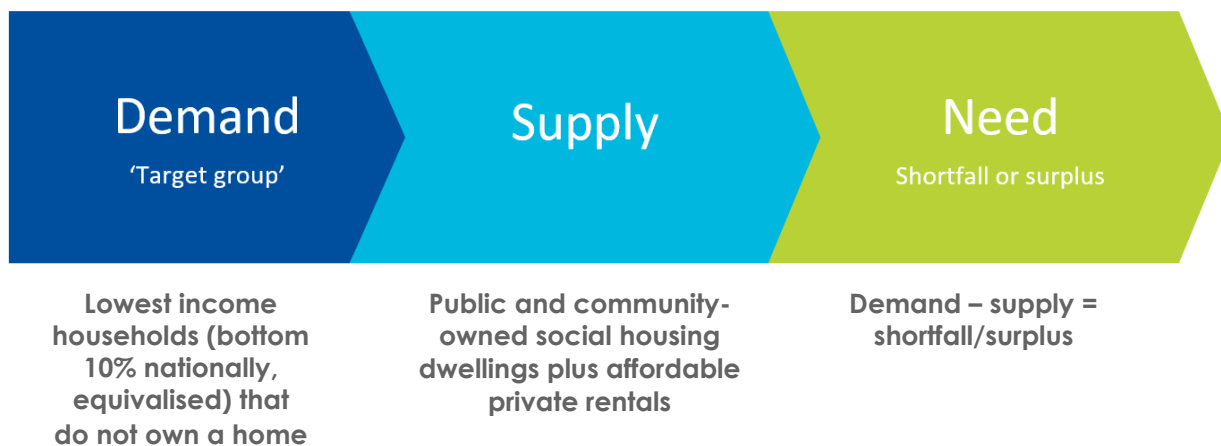 Demand
‘Target group’
Supply
Need
Shortfall or surplus
Lowest income
households (bottom
10% nationally,
equivalised) that
do not own a home
Public and community-
owned social housing
dwellings plus affordable
private rentals
Demand – supply =
shortfall/surplus